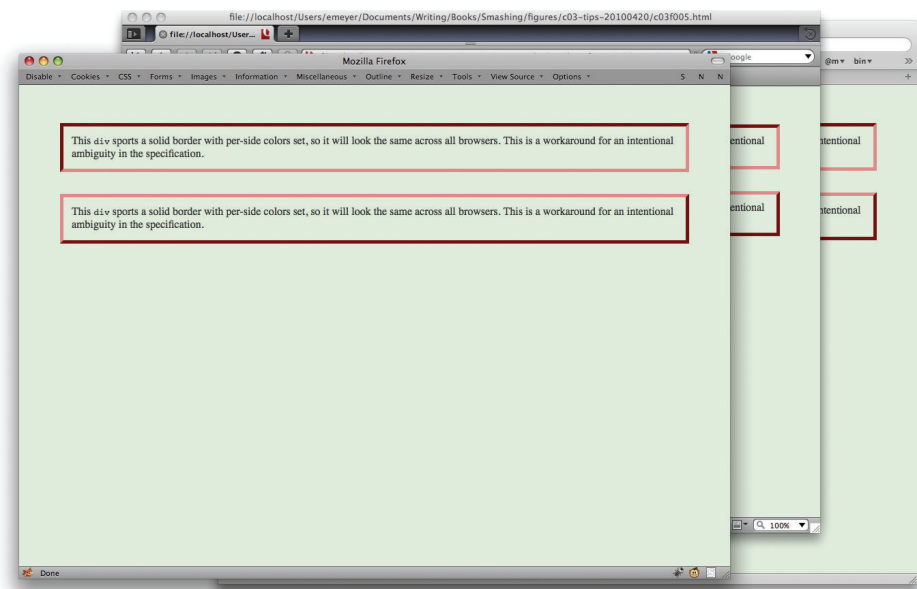 file://localhost/Users/emeyer/Documents/Writing/Books/Smashing/figures/c03-tips-20100420/c03f005.html
file://localhost/User...
Mozilla Firefox
oogle
@m bin
Disable Cookies CSS Forms Images Information Miscellaneous Outline Resize Tools View Source Options S N N
This div sports a solid border with per-side colors set, so it will look the same across all browsers. This is a workaround for an intentional
ambiguity in the specification.
entional
ntentional
This div sports a solid border with per-side colors set, so it will look the same across all browsers. This is a workaround for an intentional
ambiguity in the specification.
entional
ntentional
100%
Done